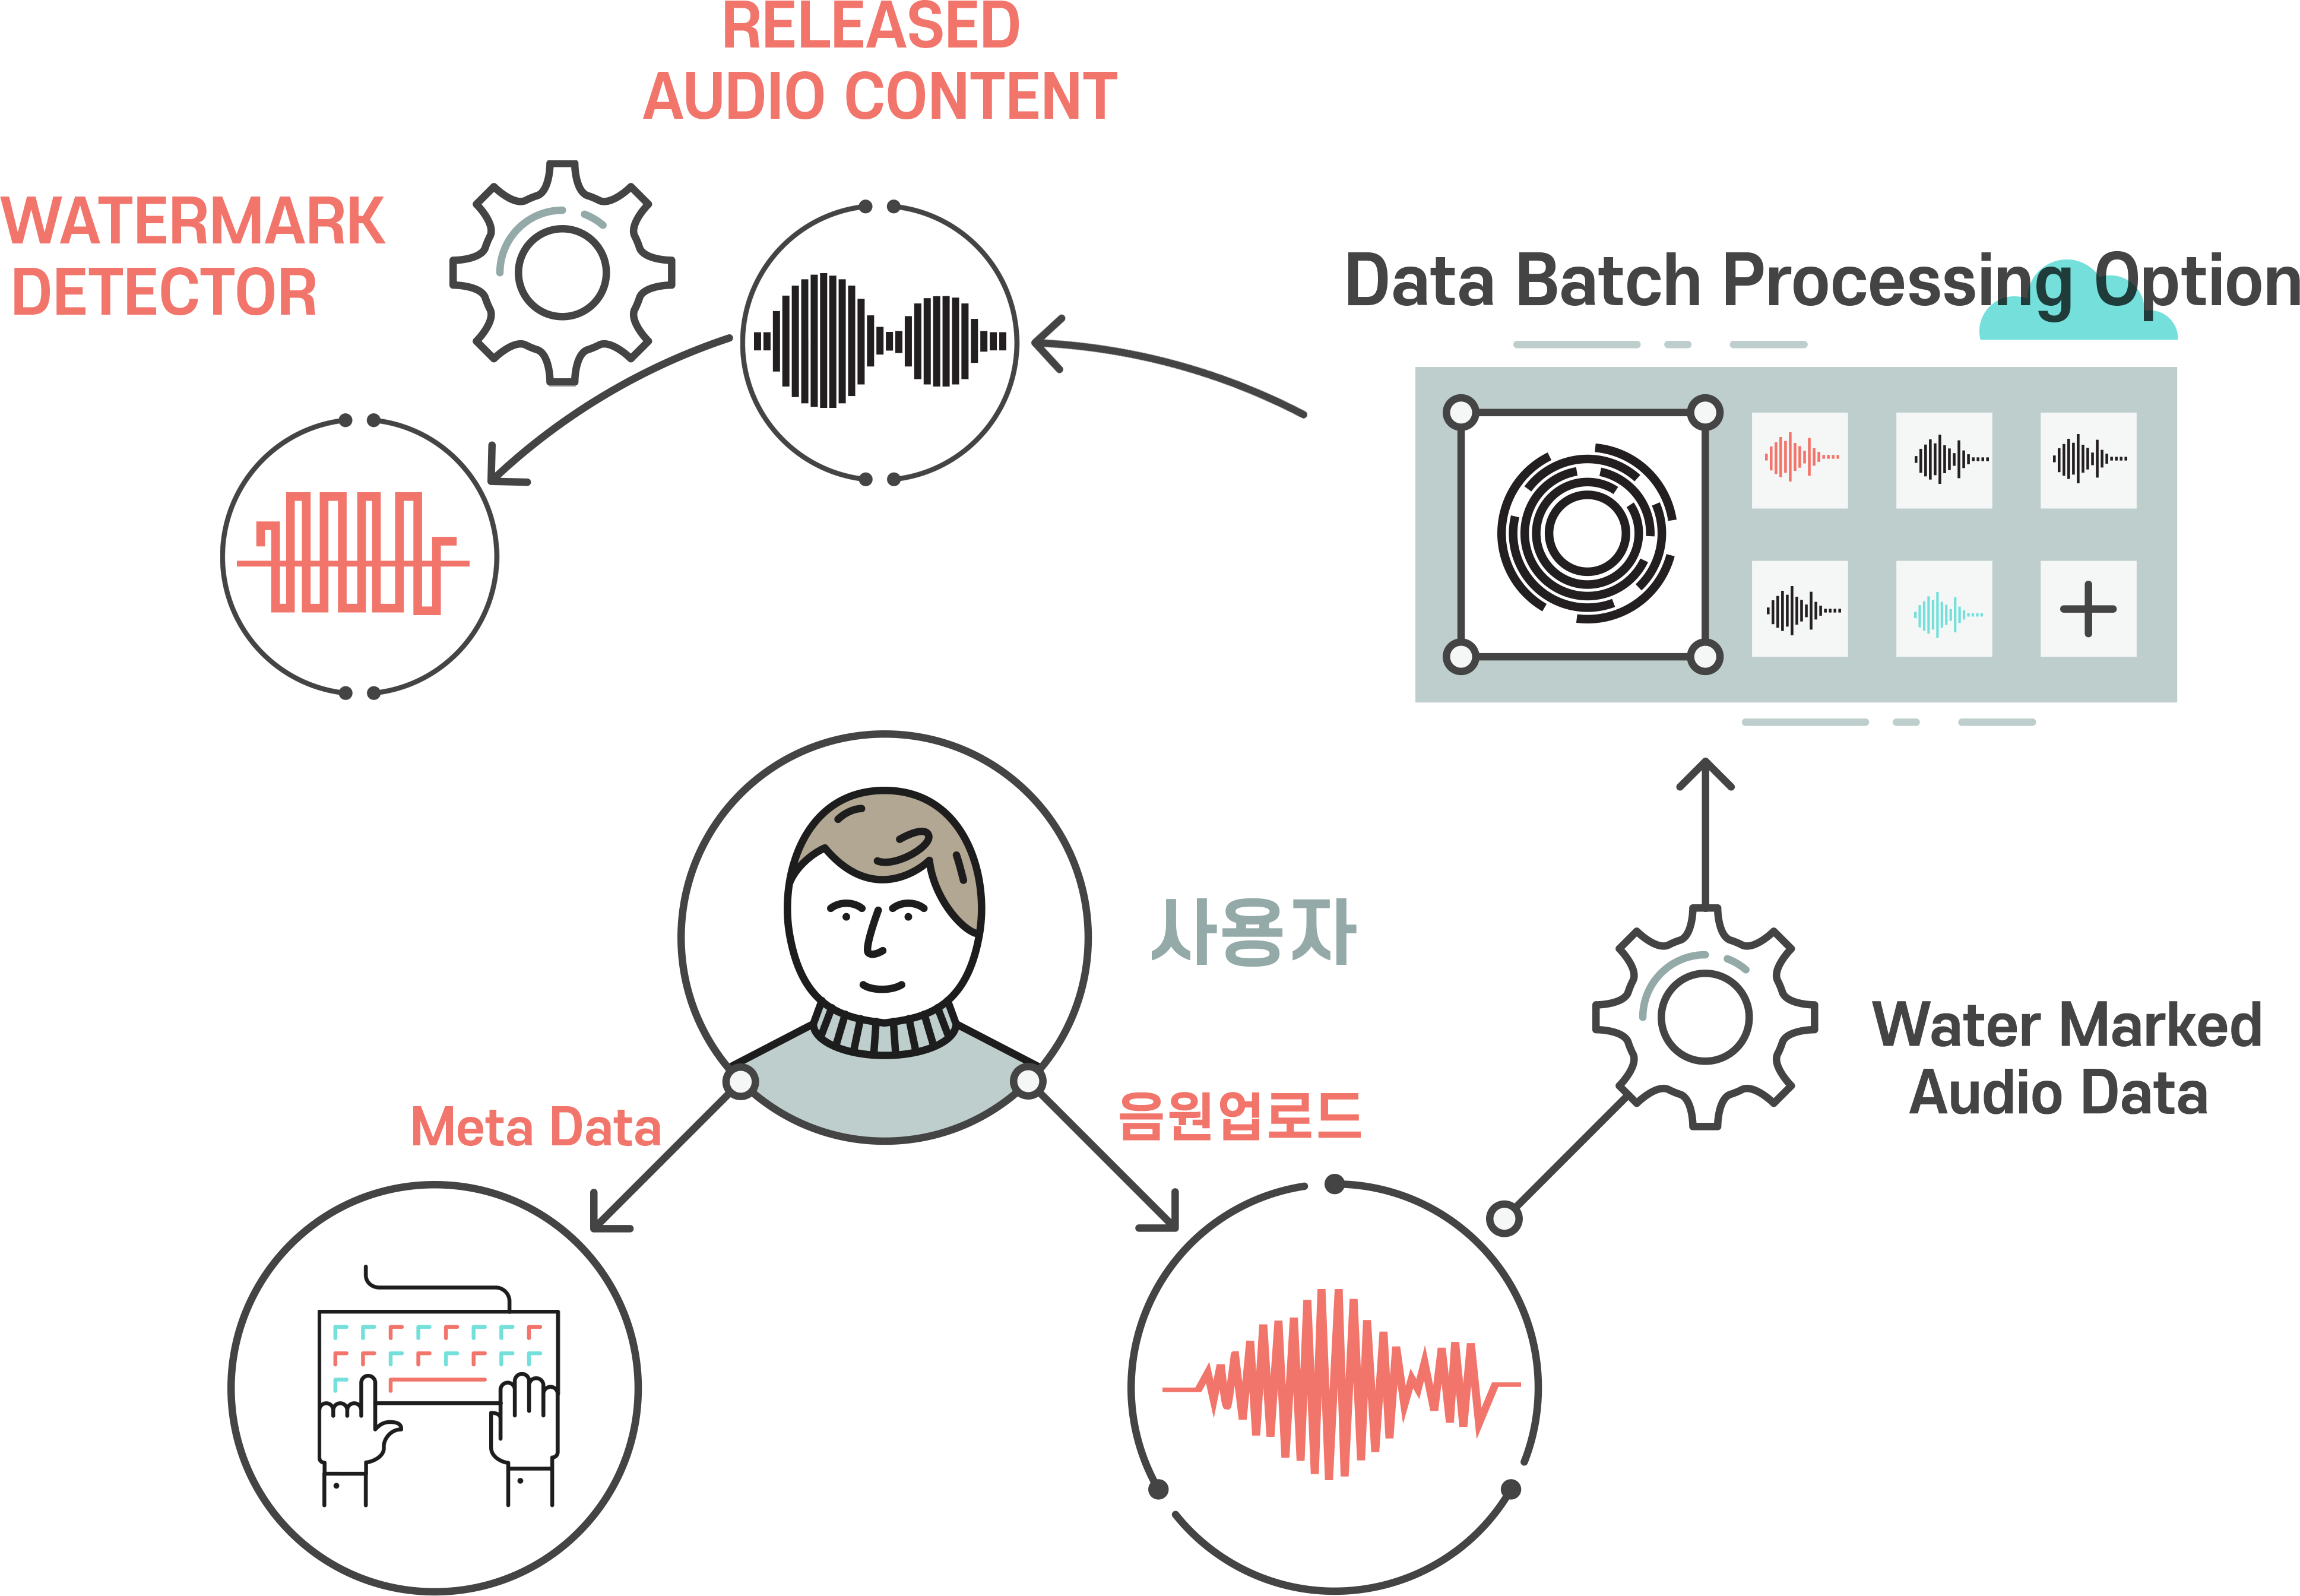 RELEASED
AUDIO CONTENT
WATERMARK
DETECTOR
Data Batch Processing Option
사용자
Water Marked
Audio Data
Meta Data
음원업로드